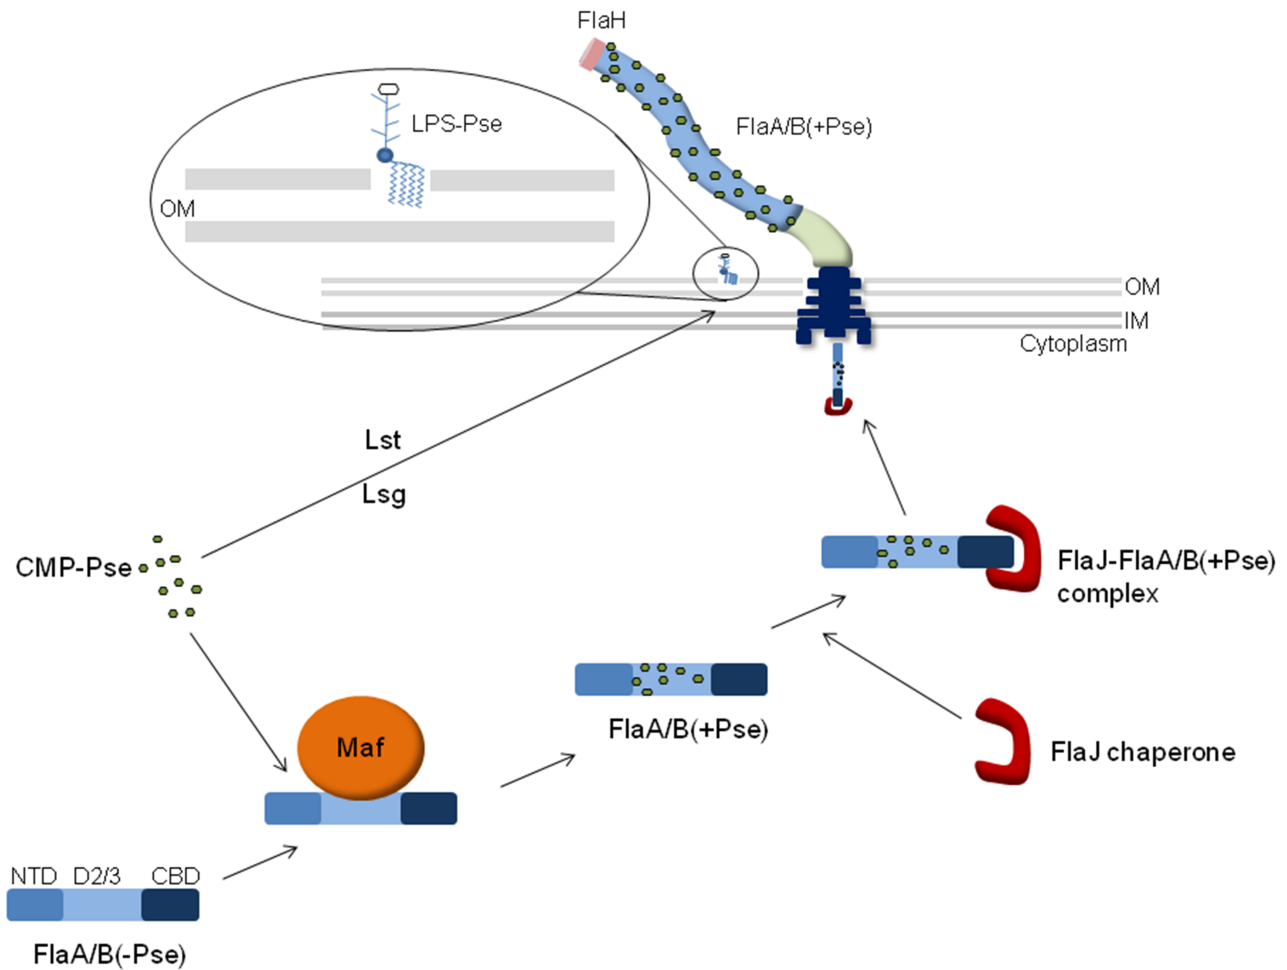 FlaH
LPS-Pse
FlaA/B(+Pse)
OM
OM
IM
Cytoplasm
Lst
Lsg
CMP-Pse
FlaJ-FlaA/B(+Pse)
complex
Maf
FlaA/B(+Pse)
FlaJ chaperone
NTD D2/3 CBD
FlaA/B(-Pse)